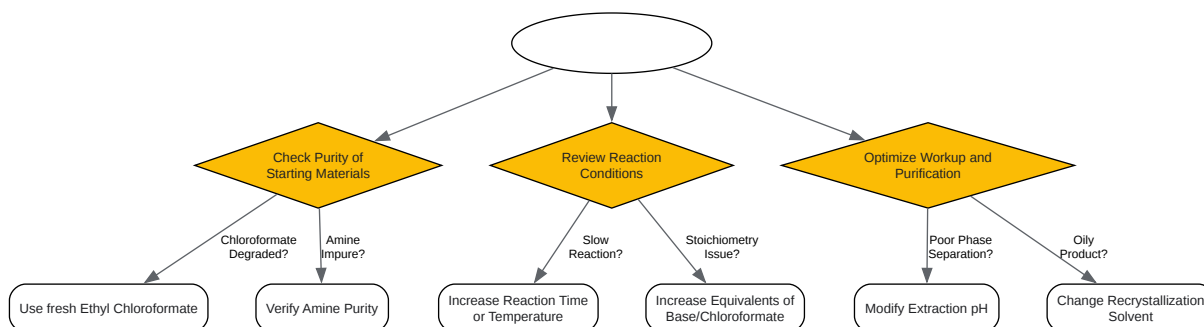 Check Purity of
Starting Materials
Review Reaction
Conditions
Optimize Workup and
Purification
Chloroformate
Degraded?
Amine
Impure?
Slow
Reaction?
Stoichiometry
Issue?
Poor Phase
Separation?
Oily
Product?
Use fresh Ethyl Chloroformate
Verify Amine Purity
Increase Reaction Time
or Temperature
Increase Equivalents of
Base/Chloroformate
Modify Extraction pH
Change Recrystallization
Solvent